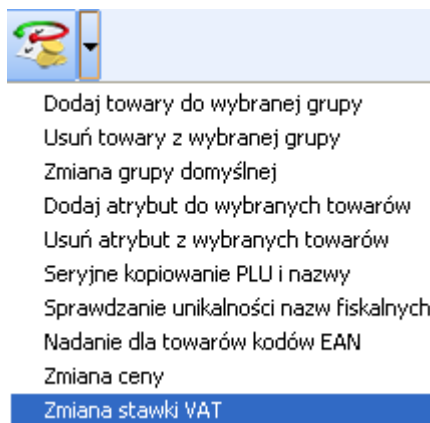 Dodaj towary do wybranej grupy
Usuń towary z wybranej grupy
Zmiana grupy domyślnej
Dodaj atrybut do wybranych towarów
Usuń atrybut z wybranych towarów
Seryjne kopiowanie PLU i nazwy
Sprawdzanie unikalności nazw fiskalnych
Nadanie dla towarów kodów EAN
Zmiana ceny
Zmiana stawki VAT